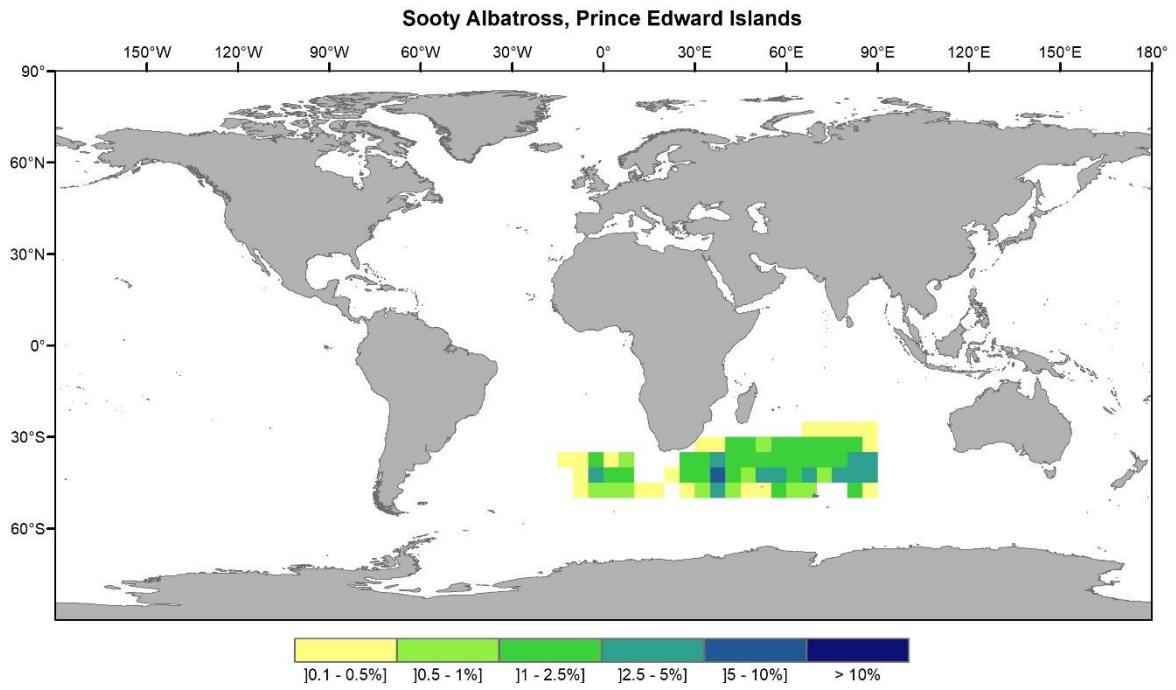 Sooty Albatross, Prince Edward Islands
150°W 120°W 90°W 60°W 30°W 0° 30°E 60°E 90°E 120°E 150°E 180°
90°
60°N
30°N
0°
30°S
60°S
]0.1 - 0.5%] ]0.5 - 1%] ]1 - 2.5%] ]2.5 - 5%] ]5 - 10%] > 10%